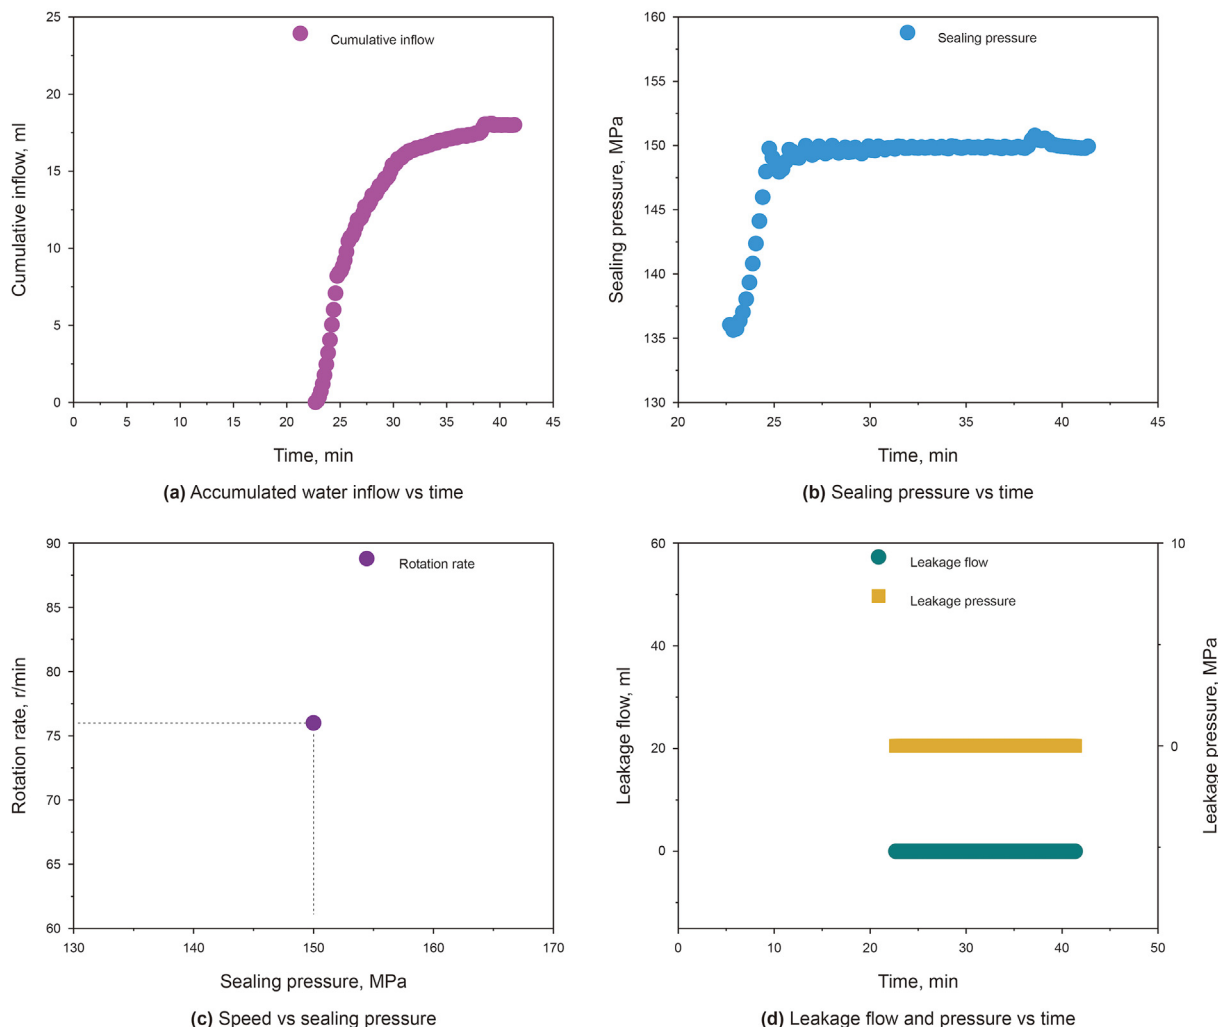 25
20
15
10
5
0
Cumulative inflow
Cumulative inflow, ml
0 5 10 15 20 25 30 35 40 45
Time, min
(a) Accumulated water inflow vs time
160
155
150
145
140
135
130
Sealing pressure
Sealing pressure, MPa
20 25 30 35 40 45
Time, min
(b) Sealing pressure vs time
90
85
80
75
70
65
60
Rotation rate
Rotation rate, r/min
130 140 150 160 170
Sealing pressure, MPa
(c) Speed vs sealing pressure
60
40
20
0
Leakage flow
Leakage pressure
Leakage flow, ml
10
0
Leakage pressure, MPa
0 10 20 30 40 50
Time, min
(d) Leakage flow and pressure vs time